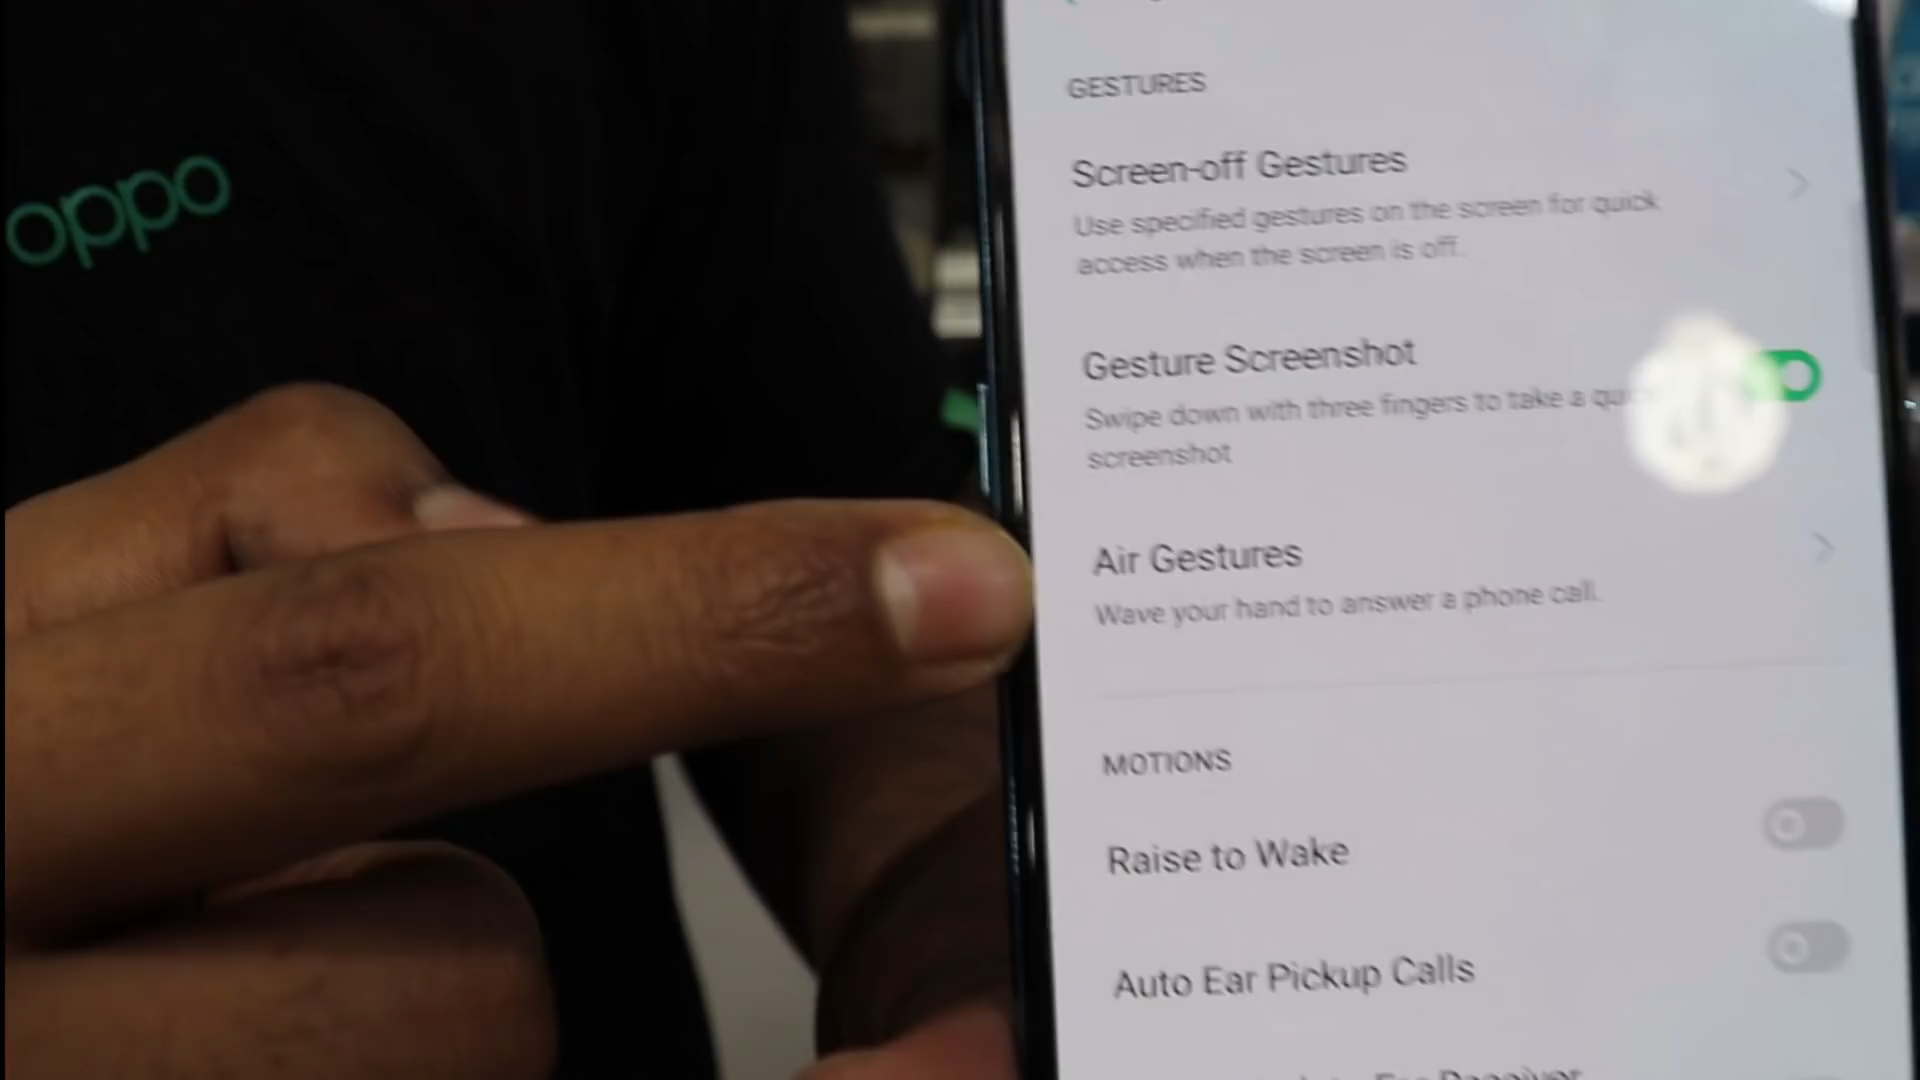 oppo
GESTURES
Screen-off Gestures
Use specified gestures on the screen for quick
access when the screen is off.
Gesture Screenshot
Swipe down with three fingers to take a
screenshot
Air Gestures
Wave your hand to answer a phone call.
MOTIONS
Raise to Wake
Auto Ear Pickup Calls
Ear Receiver